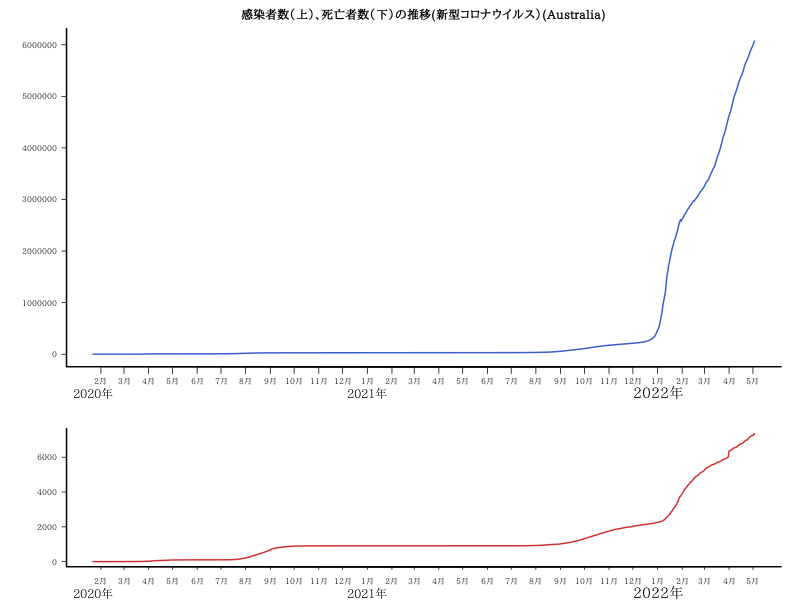 感染者数（上）、死亡者数（下）の推移(新型コロナウイルス）(Australia)
6000000
5000000
4000000
3000000
2000000
1000000
0
2月 3月 4月 5月 6月 7月 8月 9月 10月 11月 12月 1月 2月 3月 4月 5月 6月 7月 8月 9月 10月 11月 12月 1月 2月 3月 4月 5月
2020年 2021年 2022年
6000
4000
2000
0
2月 3月 4月 5月 6月 7月 8月 9月 10月 11月 12月 1月 2月 3月 4月 5月 6月 7月 8月 9月 10月 11月 12月 1月 2月 3月 4月 5月
2020年 2021年 2022年